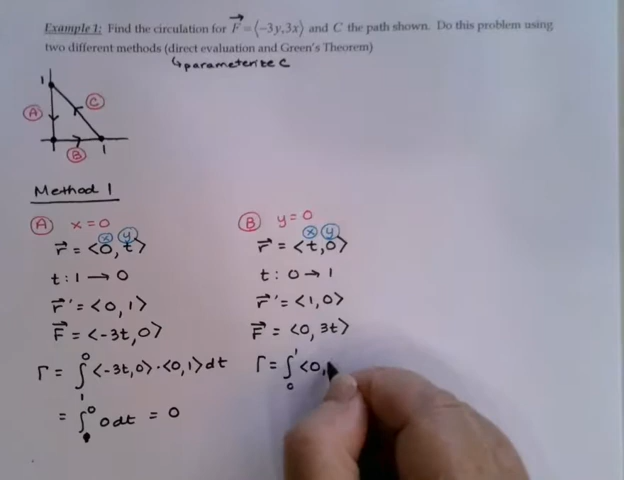 Example 1: Find the circulation for F⃗ = ⟨-3y, 3x⟩ and C the path shown. Do this problem using
two different methods (direct evaluation and Green's Theorem)
↳ parameterize C
1
A
C
B
1
Method 1
A x = 0
x y
r⃗ = <0, t>
t : 1 → 0
r⃗' = <0, 1>
F⃗ = <-3t, 0>
Γ = ∫₁⁰ <-3t, 0> · <0, 1> dt
= ∫⁰ 0 dt = 0
B y = 0
x y
r⃗ = <t, 0>
t : 0 → 1
r⃗' = <1, 0>
F⃗ = <0, 3t>
Γ = ∫₀¹ <0,